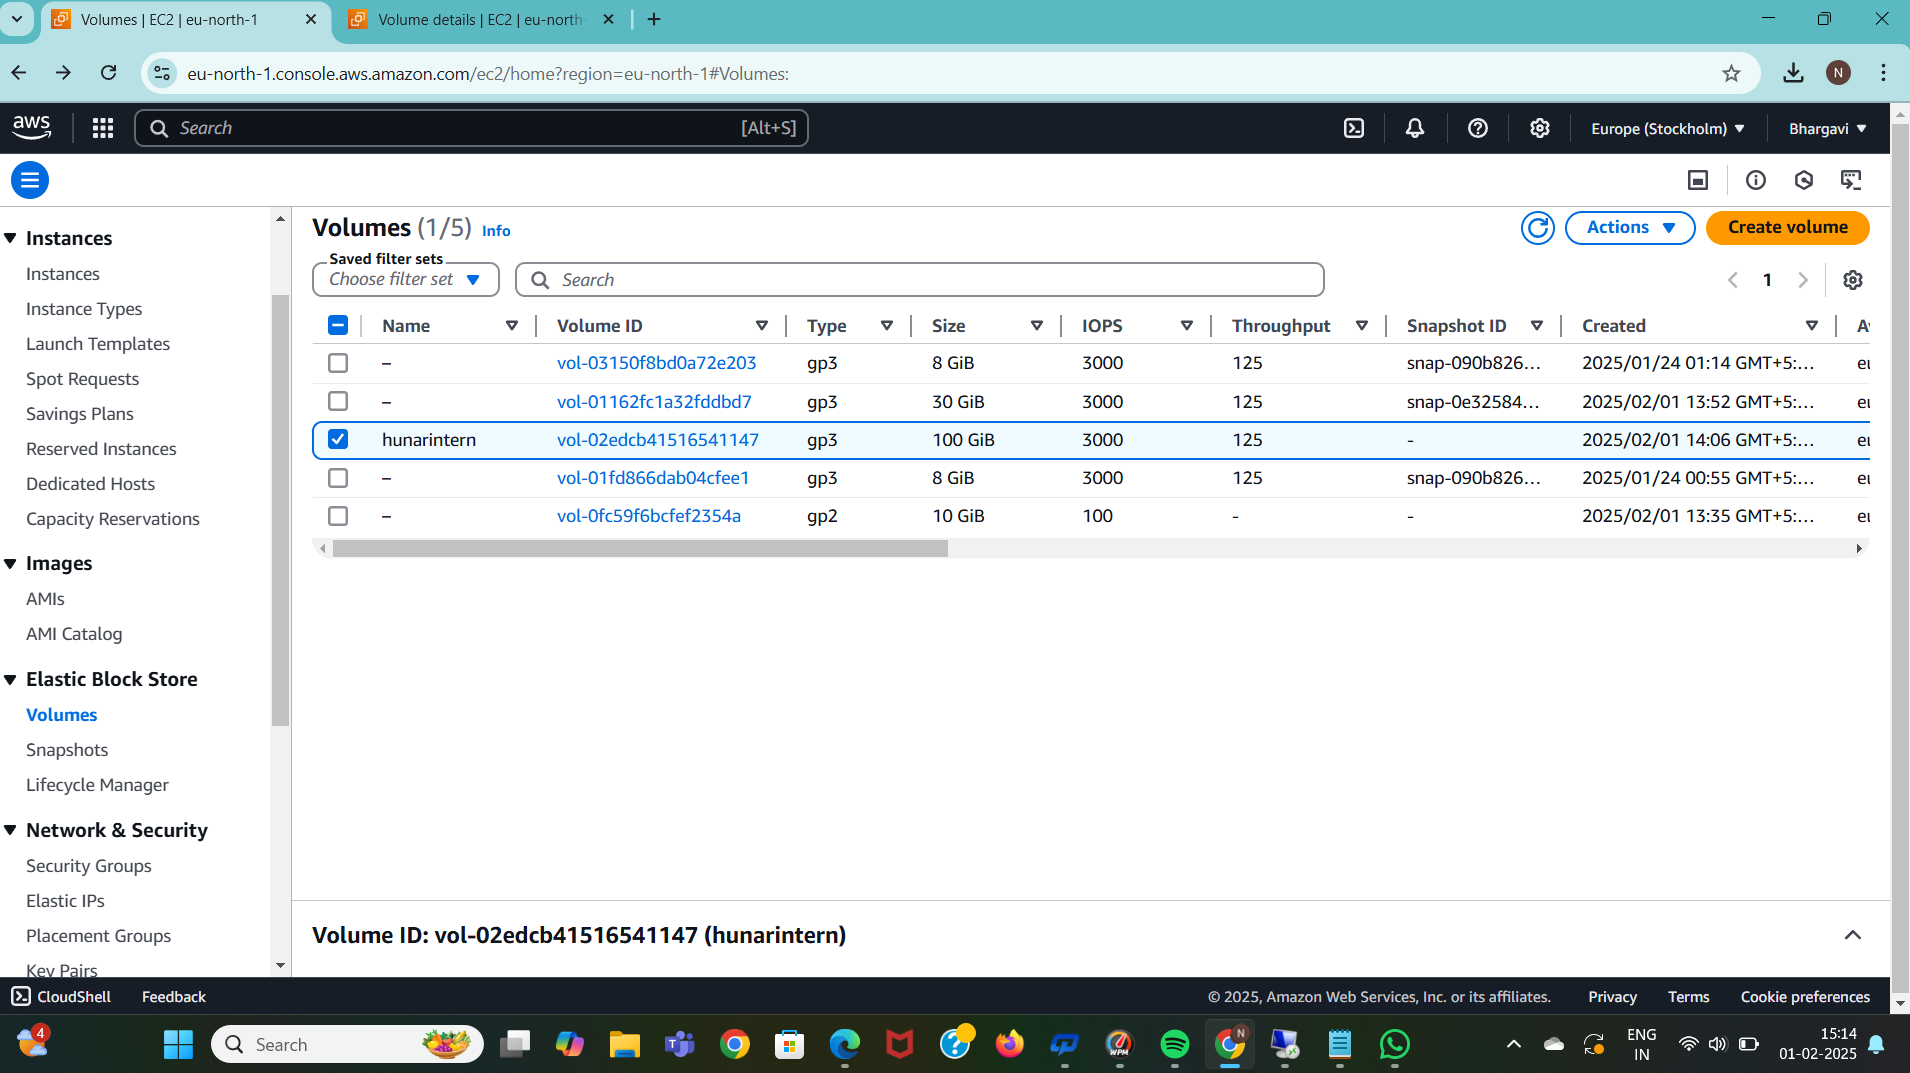 Volumes | EC2 | eu-north-1
Volume details | EC2 | eu-north-
eu-north-1.console.aws.amazon.com/ec2/home?region=eu-north-1#Volumes:
N
aws
Search [Alt+S]
Europe (Stockholm)
Bhargavi
Instances
Instances
Instance Types
Launch Templates
Spot Requests
Savings Plans
Reserved Instances
Dedicated Hosts
Capacity Reservations
Images
AMIs
AMI Catalog
Elastic Block Store
Volumes
Snapshots
Lifecycle Manager
Network & Security
Security Groups
Elastic IPs
Placement Groups
Key Pairs
Volumes (1/5) Info
Actions
Create volume
Saved filter sets
Choose filter set
Search
1
Name Volume ID Type Size IOPS Throughput Snapshot ID Created
– vol-03150f8bd0a72e203 gp3 8 GiB 3000 125 snap-090b826... 2025/01/24 01:14 GMT+5:...
– vol-01162fc1a32fddbd7 gp3 30 GiB 3000 125 snap-0e32584... 2025/02/01 13:52 GMT+5:...
hunarintern vol-02edcb41516541147 gp3 100 GiB 3000 125 - 2025/02/01 14:06 GMT+5:...
– vol-01fd866dab04cfee1 gp3 8 GiB 3000 125 snap-090b826... 2025/01/24 00:55 GMT+5:...
– vol-0fc59f6bcfef2354a gp2 10 GiB 100 - - 2025/02/01 13:35 GMT+5:...
Volume ID: vol-02edcb41516541147 (hunarintern)
CloudShell Feedback © 2025, Amazon Web Services, Inc. or its affiliates. Privacy Terms Cookie preferences
4
Search
WPM
N
ENG
IN
15:14
01-02-2025